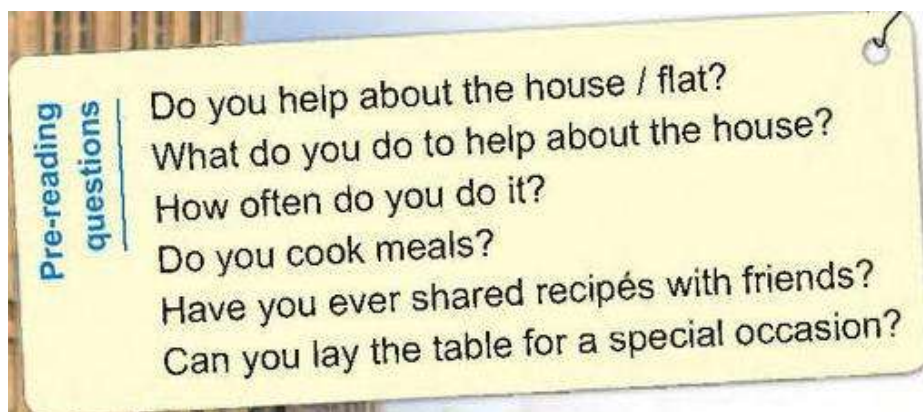 Pre-reading
questions
Do you help about the house / flat?
What do you do to help about the house?
How often do you do it?
Do you cook meals?
Have you ever shared recipés with friends?
Can you lay the table for a special occasion?